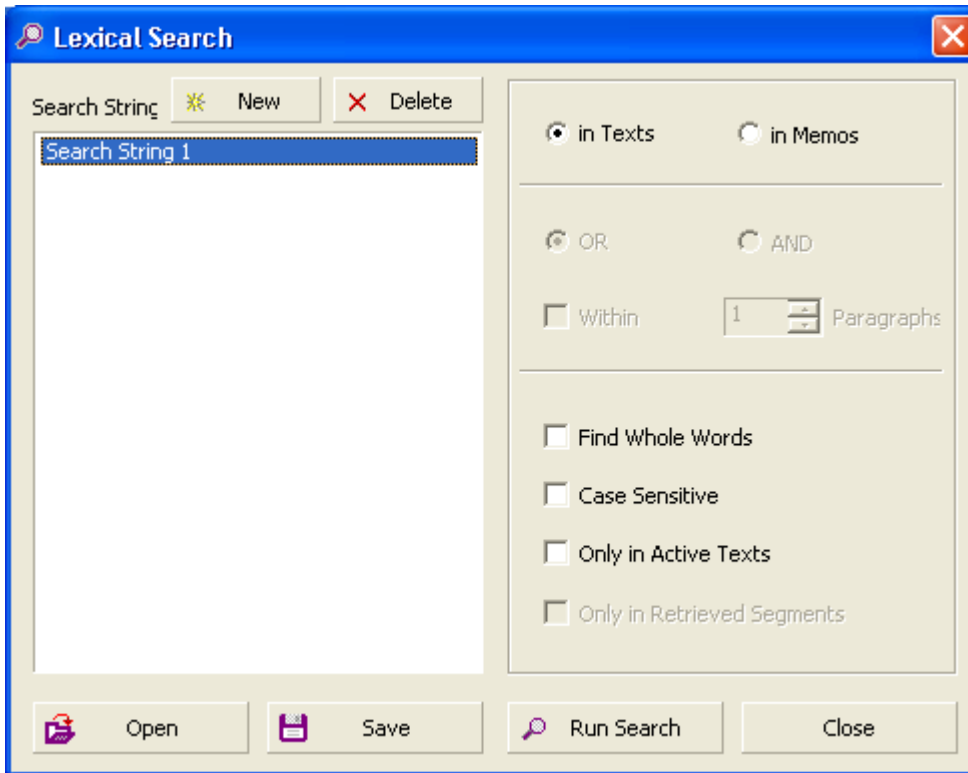 Lexical Search
Search String
New
Delete
Search String 1
in Texts
in Memos
OR
AND
Within
1
Paragraphs
Find Whole Words
Case Sensitive
Only in Active Texts
Only in Retrieved Segments
Open
Save
Run Search
Close